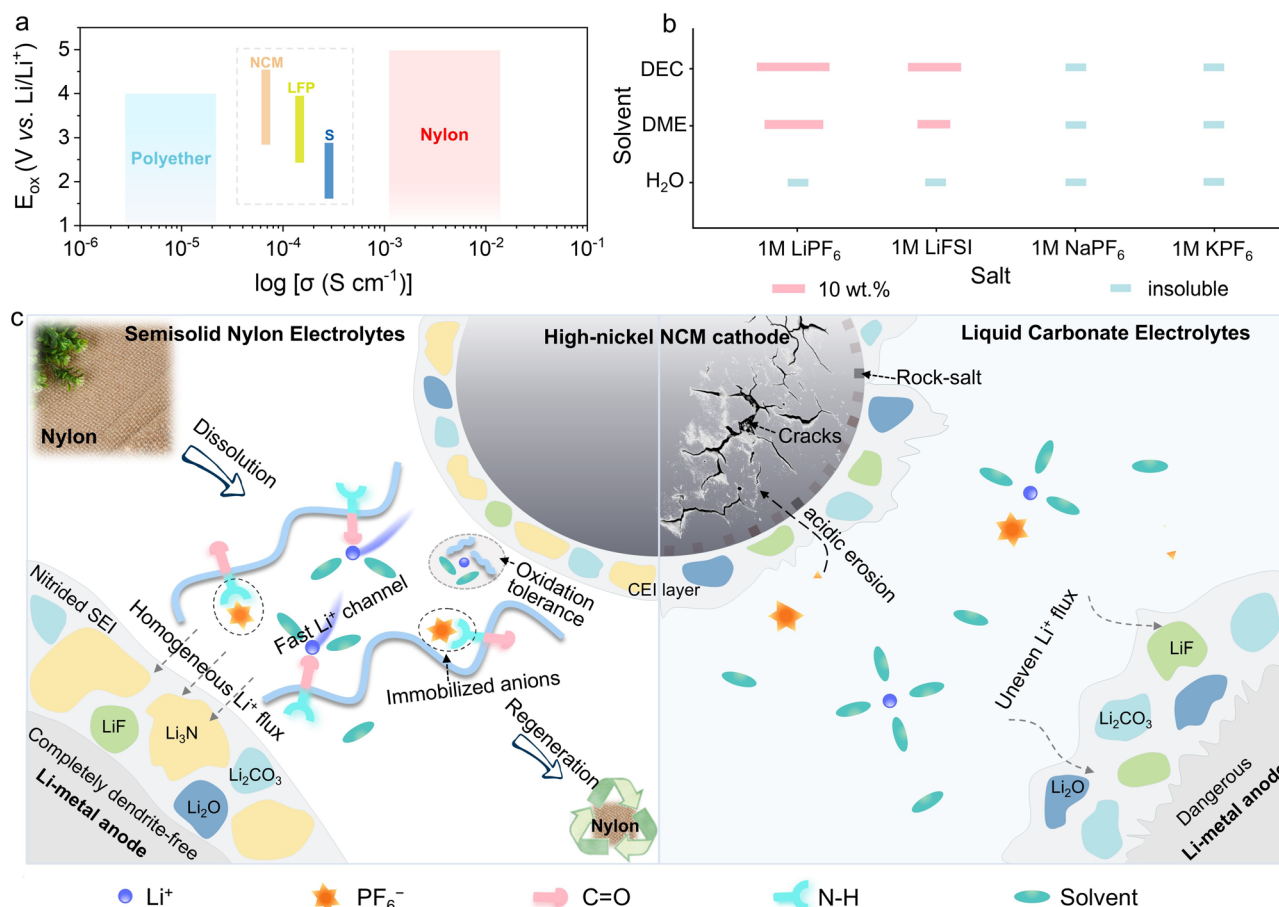 a
E_ox (V vs. Li/Li⁺)
5
4
3
2
1
NCM
LFP
S
Polyether
Nylon
10⁻⁶
10⁻⁵
10⁻⁴
10⁻³
10⁻²
10⁻¹
log [σ (S cm⁻¹)]
b
Solvent
DEC
DME
H₂O
1M LiPF₆
1M LiFSI
1M NaPF₆
1M KPF₆
Salt
10 wt.%
insoluble
c
Semisolid Nylon Electrolytes
High-nickel NCM cathode
Liquid Carbonate Electrolytes
Nylon
Dissolution
Rock-salt
Cracks
acidic erosion
CEI layer
Oxidation
tolerance
Fast Li⁺ channel
Immobilized anions
Nitrided SEI
Homogeneous Li⁺ flux
LiF
Li₃N
Li₂CO₃
Li₂O
Completely dendrite-free
Li-metal anode
Regeneration
Nylon
Uneven Li⁺ flux
LiF
Li₂CO₃
Li₂O
Dangerous
Li-metal anode
Li⁺
PF₆⁻
C=O
N-H
Solvent